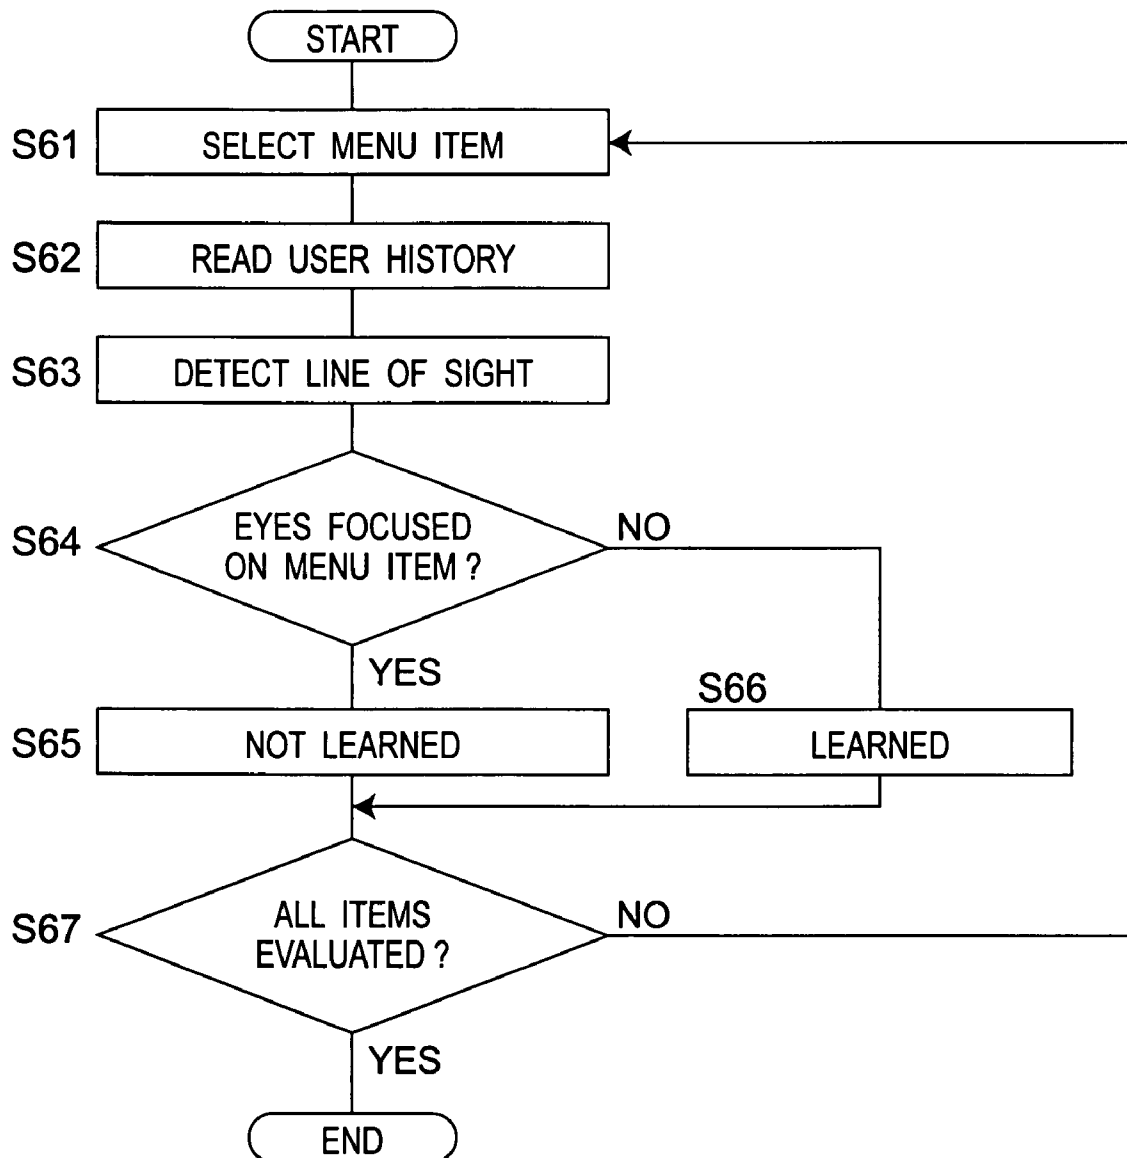 START
S61
SELECT MENU ITEM
S62
READ USER HISTORY
S63
DETECT LINE OF SIGHT
S64
EYES FOCUSED
ON MENU ITEM ?
NO
YES
S66
S65
NOT LEARNED
LEARNED
S67
ALL ITEMS
EVALUATED ?
NO
YES
END